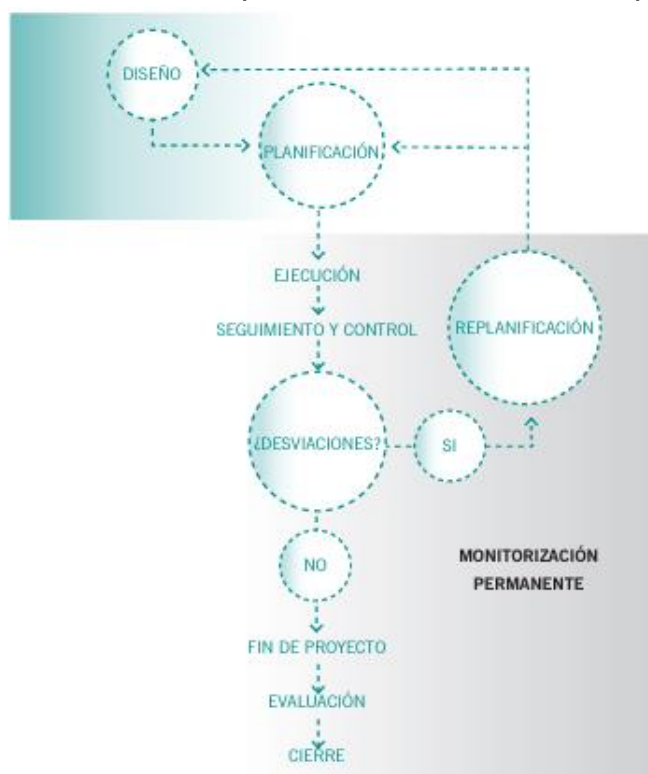 DISEÑO
PLANIFICACIÓN
EJECUCIÓN
SEGUIMIENTO Y CONTROL
REPLANIFICACIÓN
¿DESVIACIONES?
SI
NO
MONITORIZACIÓN
PERMANENTE
FIN DE PROYECTO
EVALUACIÓN
CIERRE